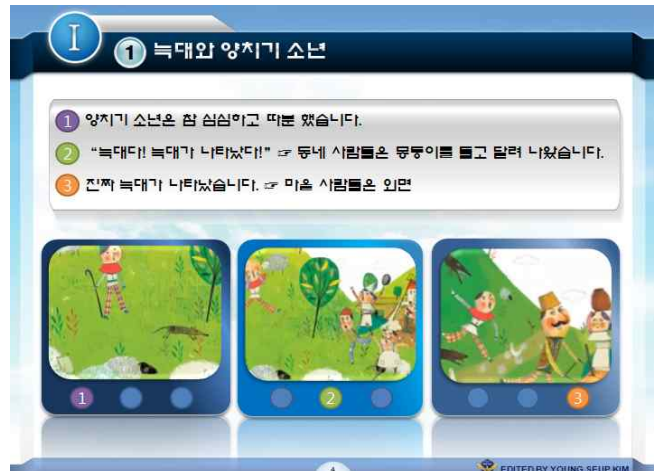 I
1 늑대와 양치기 소년
1 양치기 소년은 참 심심하고 따분 했습니다.
2 “늑대다! 늑대가 나타났다!” ☞ 동네 사람들은 몽둥이를 들고 달려 나왔습니다.
3 진짜 늑대가 나타났습니다. ☞ 마을 사람들은 외면
1
2
3
4
EDITED BY YOUNG SEUP KIM